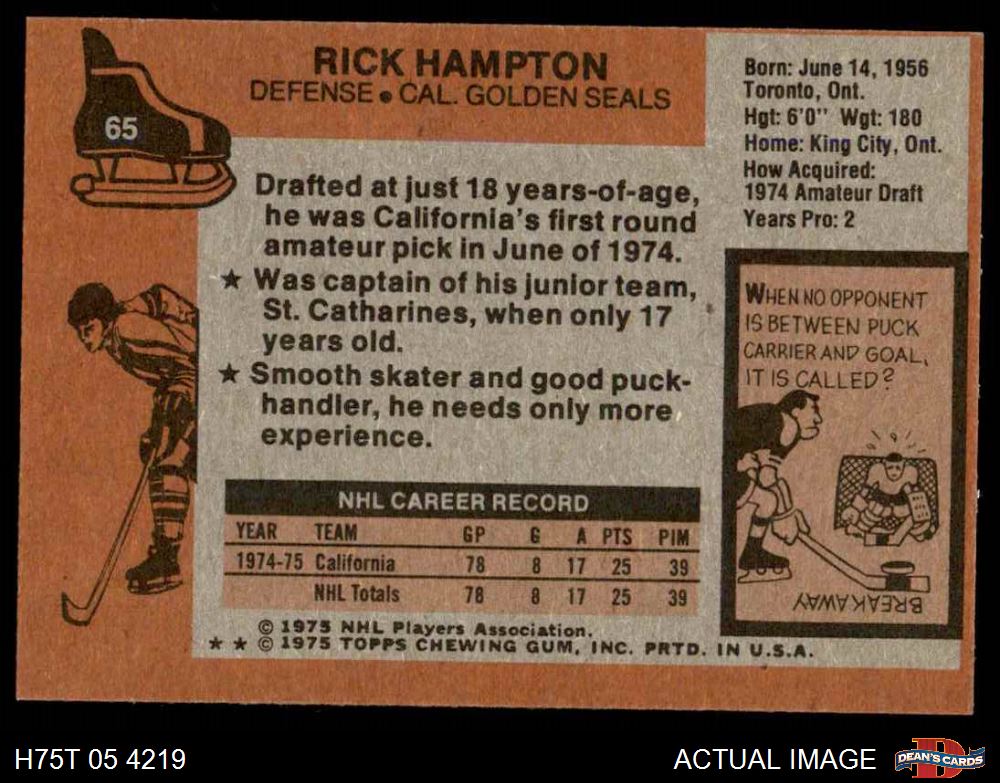 RICK HAMPTON
DEFENSE • CAL. GOLDEN SEALS
65
Born: June 14, 1956
Toronto, Ont.
Hgt: 6'0" Wgt: 180
Home: King City, Ont.
How Acquired:
1974 Amateur Draft
Years Pro: 2
Drafted at just 18 years-of-age,
he was California's first round
amateur pick in June of 1974.
★ Was captain of his junior team,
St. Catharines, when only 17
years old.
★ Smooth skater and good puck-
handler, he needs only more
experience.
WHEN NO OPPONENT
IS BETWEEN PUCK
CARRIER AND GOAL,
IT IS CALLED?
BREAKAWAY
NHL CAREER RECORD
YEAR TEAM GP G A PTS PIM
1974-75 California 78 8 17 25 39
NHL Totals 78 8 17 25 39
© 1975 NHL Players Association.
★ ★ © 1975 TOPPS CHEWING GUM, INC. PRTD. IN U.S.A.
H75T 05 4219
ACTUAL IMAGE
D
DEAN'S CARDS